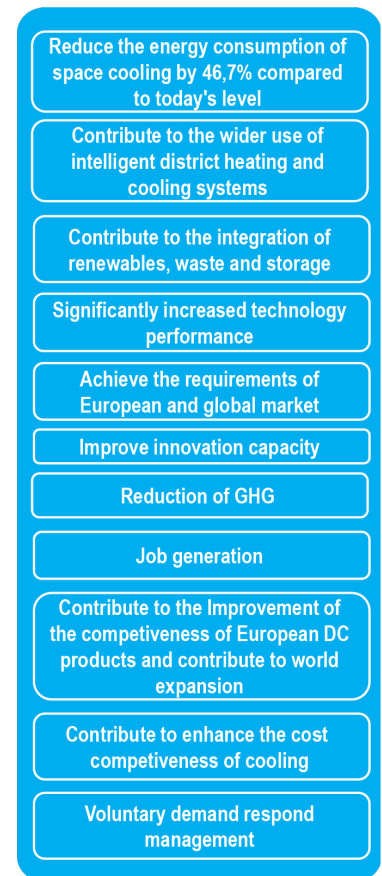 Reduce the energy consumption of
space cooling by 46,7% compared
to today's level
Contribute to the wider use of
intelligent district heating and
cooling systems
Contribute to the integration of
renewables, waste and storage
Significantly increased technology
performance
Achieve the requirements of
European and global market
Improve innovation capacity
Reduction of GHG
Job generation
Contribute to the Improvement of
the competiveness of European DC
products and contribute to world
expansion
Contribute to enhance the cost
competiveness of cooling
Voluntary demand respond
management